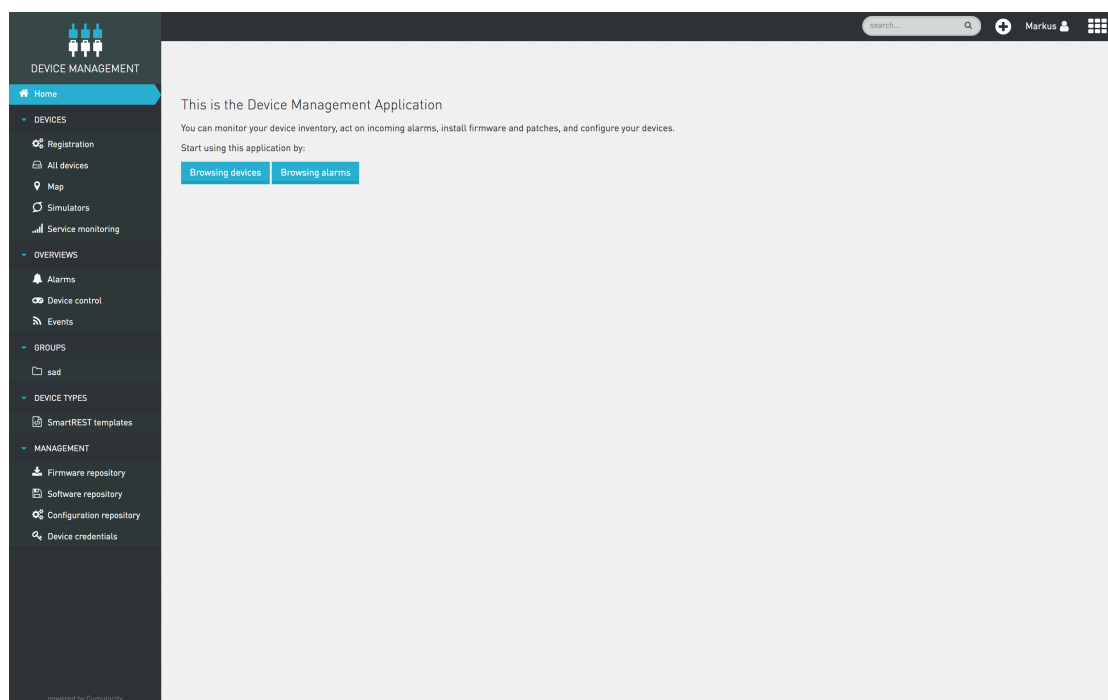 search...
Markus
DEVICE MANAGEMENT
Home
DEVICES
Registration
All devices
Map
Simulators
Service monitoring
OVERVIEWS
Alarms
Device control
Events
GROUPS
sad
DEVICE TYPES
SmartREST templates
MANAGEMENT
Firmware repository
Software repository
Configuration repository
Device credentials
powered by Cumulocity
This is the Device Management Application
You can monitor your device inventory, act on incoming alarms, install firmware and patches, and configure your devices.
Start using this application by:
Browsing devices Browsing alarms